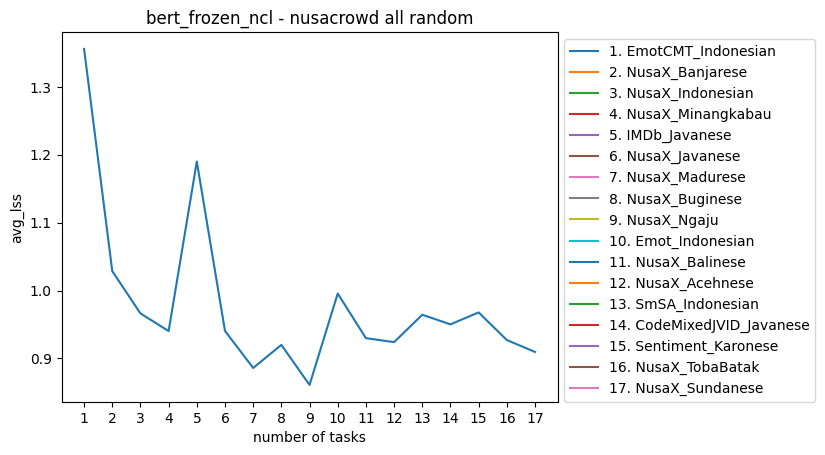 bert_frozen_ncl - nusacrowd all random
avg_lss
1.3
1.2
1.1
1.0
0.9
1 2 3 4 5 6 7 8 9 10 11 12 13 14 15 16 17
number of tasks
1. EmotCMT_Indonesian
2. NusaX_Banjarese
3. NusaX_Indonesian
4. NusaX_Minangkabau
5. IMDb_Javanese
6. NusaX_Javanese
7. NusaX_Madurese
8. NusaX_Buginese
9. NusaX_Ngaju
10. Emot_Indonesian
11. NusaX_Balinese
12. NusaX_Acehnese
13. SmSA_Indonesian
14. CodeMixedJVID_Javanese
15. Sentiment_Karonese
16. NusaX_TobaBatak
17. NusaX_Sundanese